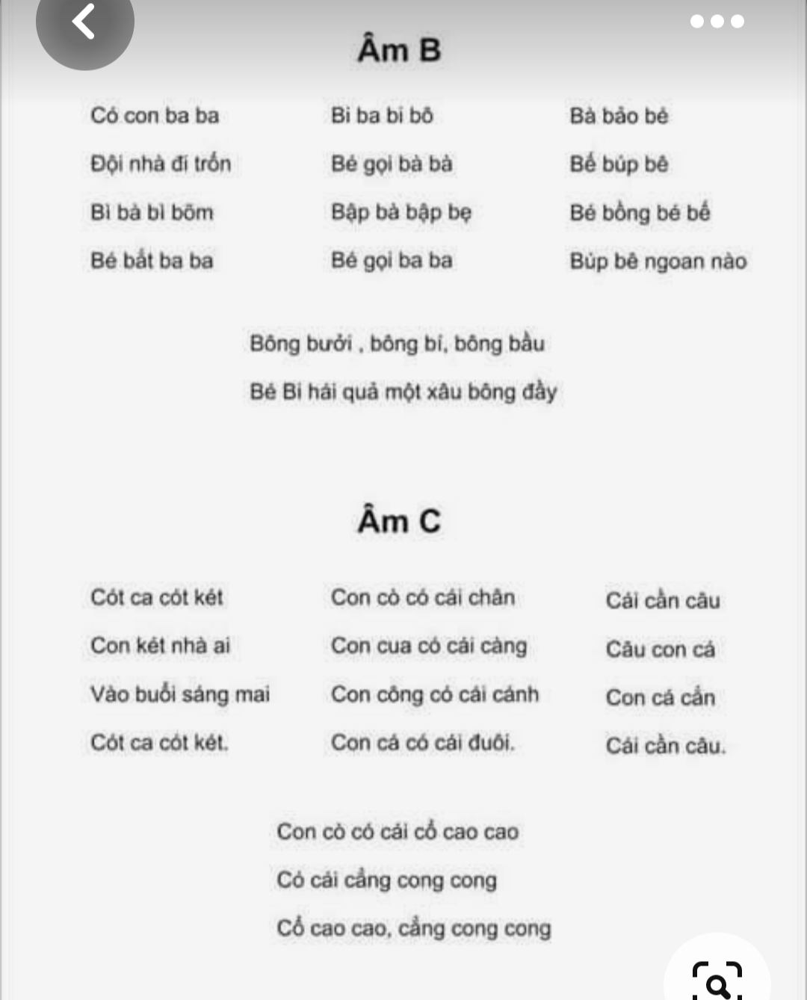 Âm B
Có con ba ba
Đội nhà đi trốn
Bì bà bì bõm
Bé bắt ba ba
Bi ba bi bô
Bé gọi bà bà
Bập bà bập bẹ
Bé gọi ba ba
Bà bảo bé
Bế búp bê
Bé bồng bé bế
Búp bê ngoan nào
Bông bưởi , bông bí, bông bầu
Bé Bi hái quả một xâu bông đầy
Âm C
Cót ca cót két
Con két nhà ai
Vào buổi sáng mai
Cót ca cót két.
Con cò có cái chân
Con cua có cái càng
Con công có cái cánh
Con cá có cái đuôi.
Cái cần câu
Câu con cá
Con cá cắn
Cái cần câu.
Con cò có cái cổ cao cao
Có cái cẳng cong cong
Cổ cao cao, cẳng cong cong